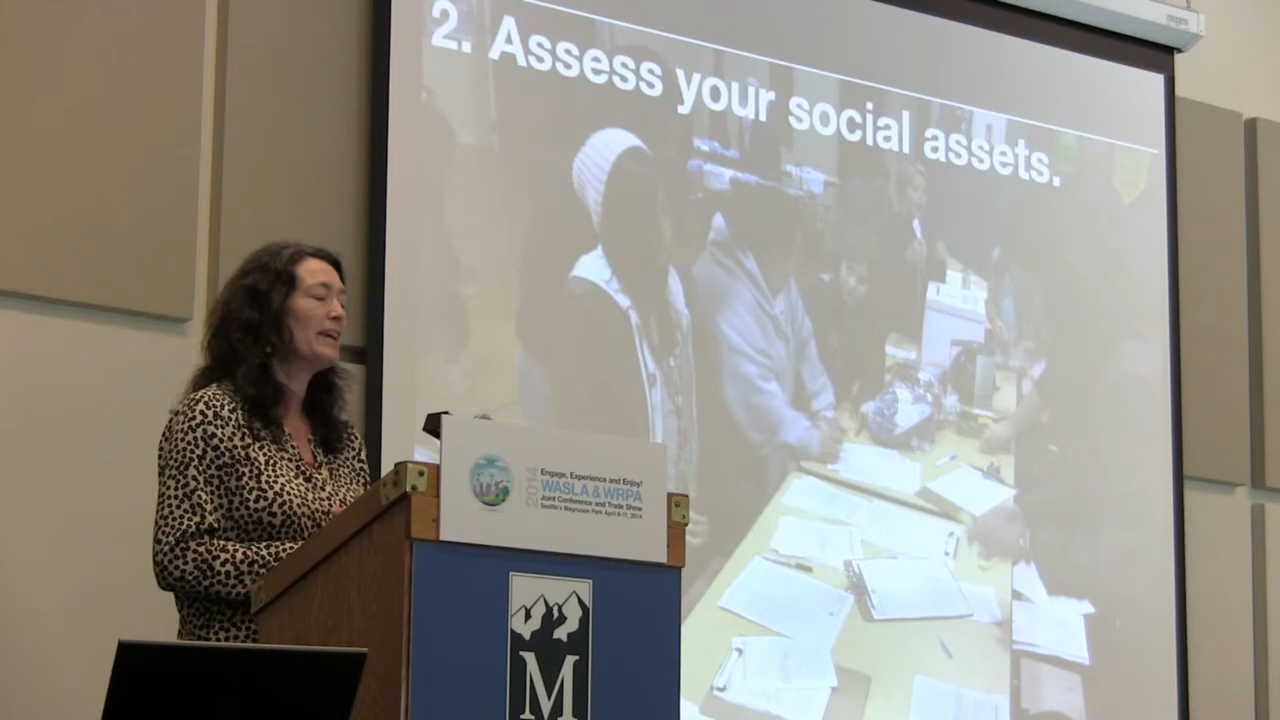 2. Assess your social assets.
2014
Engage, Experience and Enjoy!
WASLA & WRPA
Joint Conference and Trade Show
Seattle's Magnuson Park April 8-11, 2014
M